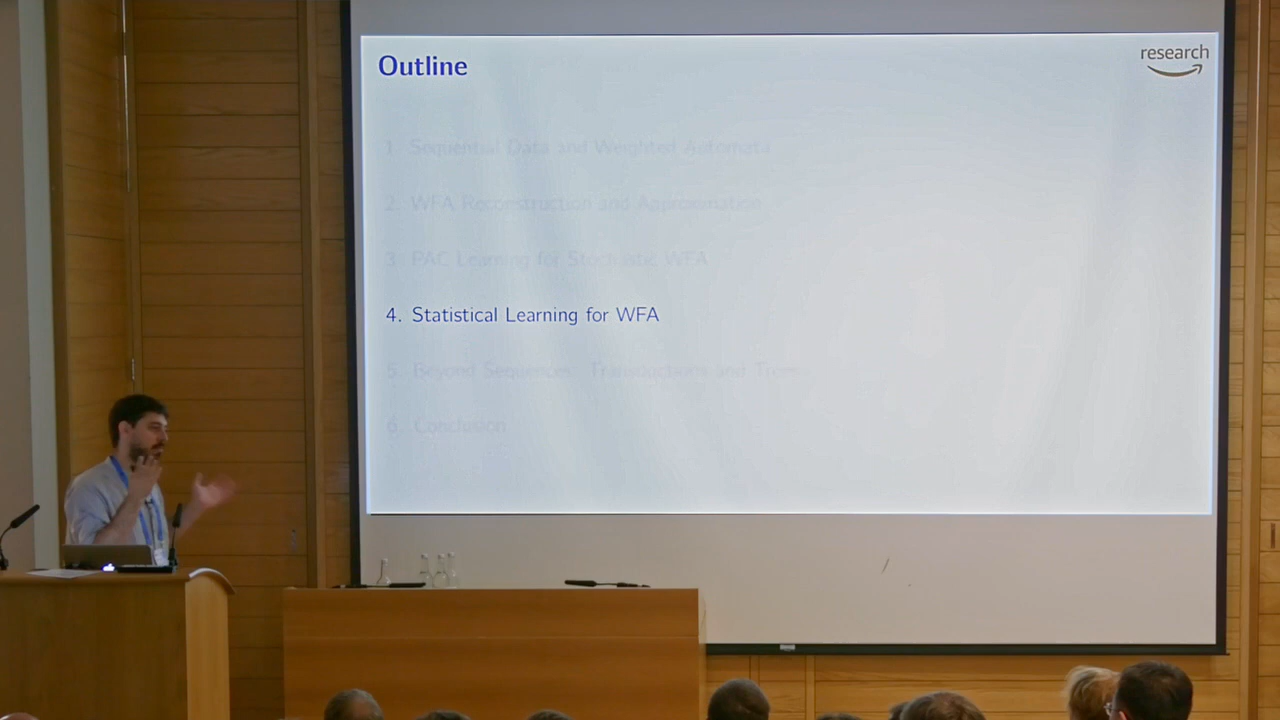 Outline
research
1. Sequential Data and Weighted Automata
2. WFA Reconstruction and Approximation
3. PAC Learning for Stochastic WFA
4. Statistical Learning for WFA
5. Beyond Sequences: Transductions and Trees
6. Conclusion